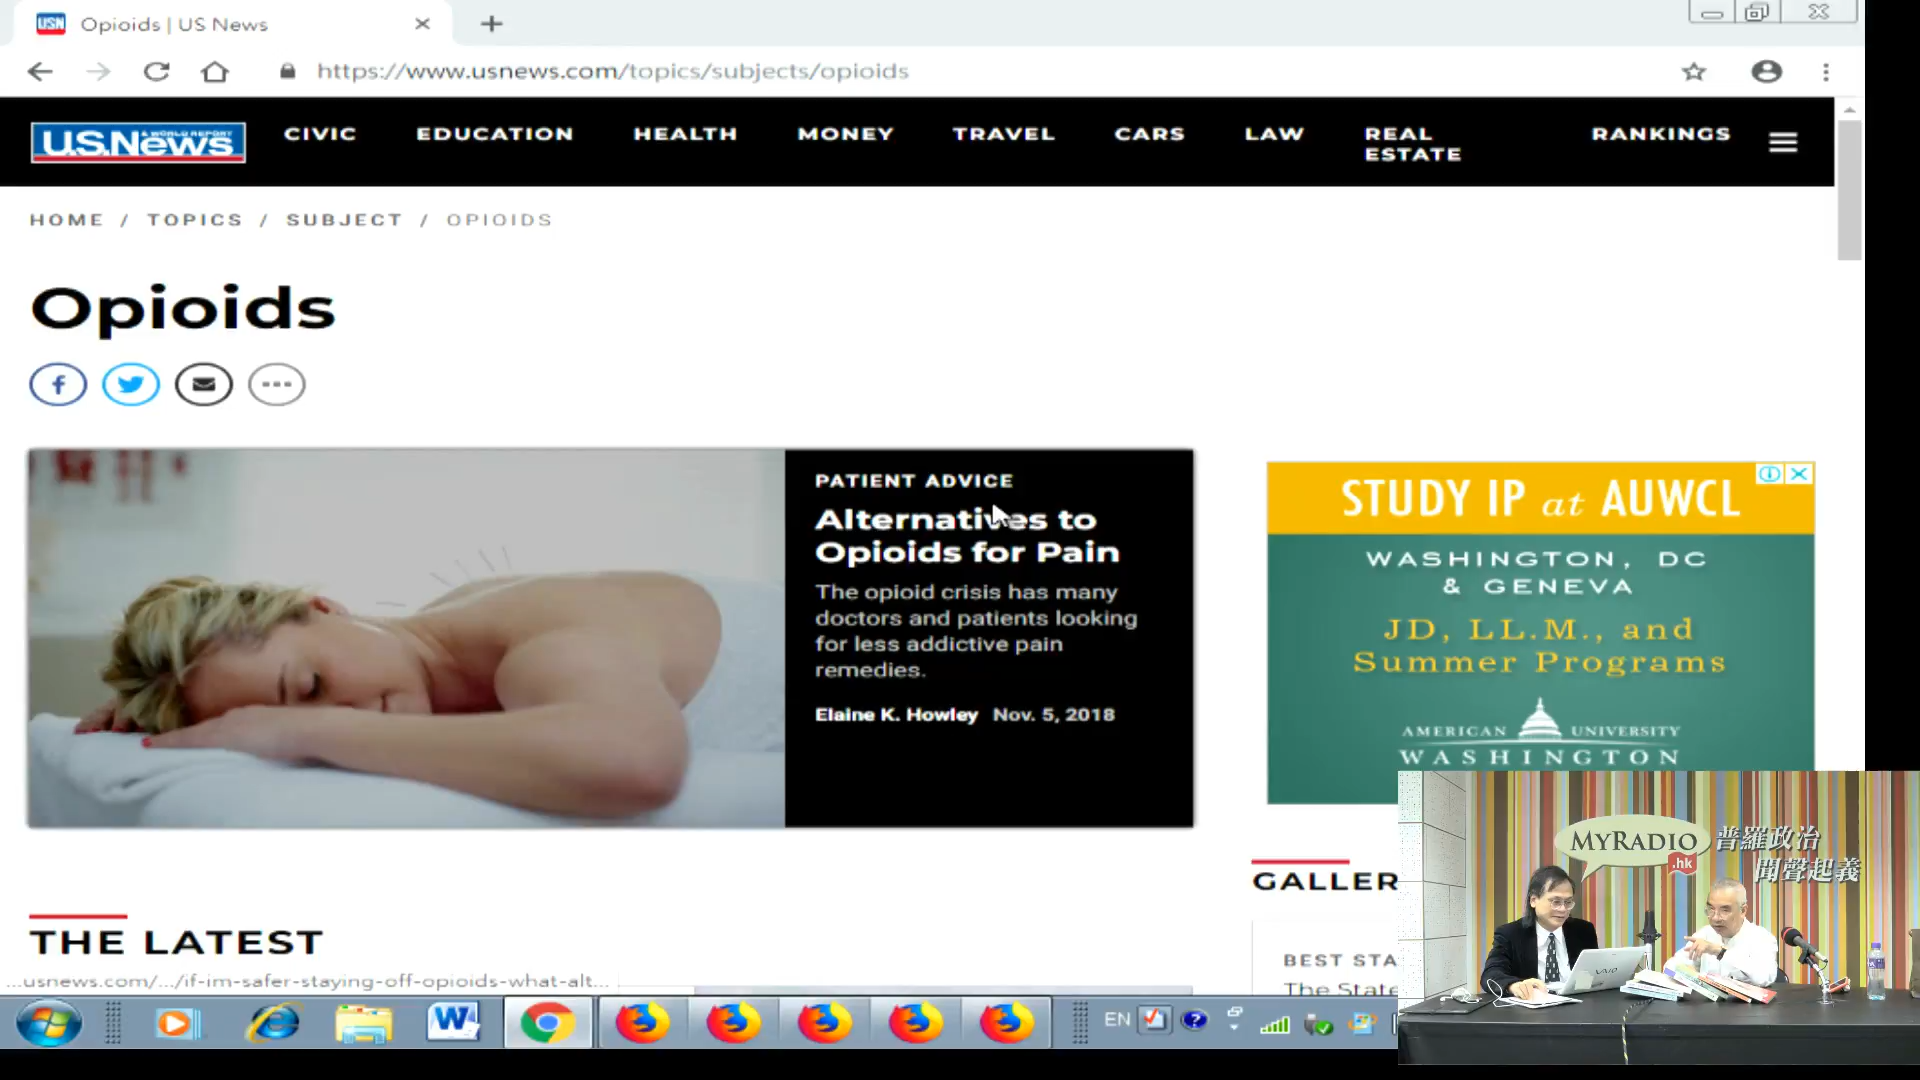 USN Opioids | US News
https://www.usnews.com/topics/subjects/opioids
U.S.News & WORLD REPORT
CIVIC EDUCATION HEALTH MONEY TRAVEL CARS LAW REAL ESTATE RANKINGS
HOME / TOPICS / SUBJECT / OPIOIDS
Opioids
f
PATIENT ADVICE
Alternatives to
Opioids for Pain
The opioid crisis has many
doctors and patients looking
for less addictive pain
remedies.
Elaine K. Howley Nov. 5, 2018
STUDY IP at AUWCL
WASHINGTON, DC
& GENEVA
JD, LL.M., and
Summer Programs
AMERICAN UNIVERSITY
WASHINGTON
GALLER
BEST STA
The State
THE LATEST
...usnews.com/.../if-im-safer-staying-off-opioids-what-alt...
W
EN
MYRADIO
.hk
普羅政治
聞聲起義
VAIO